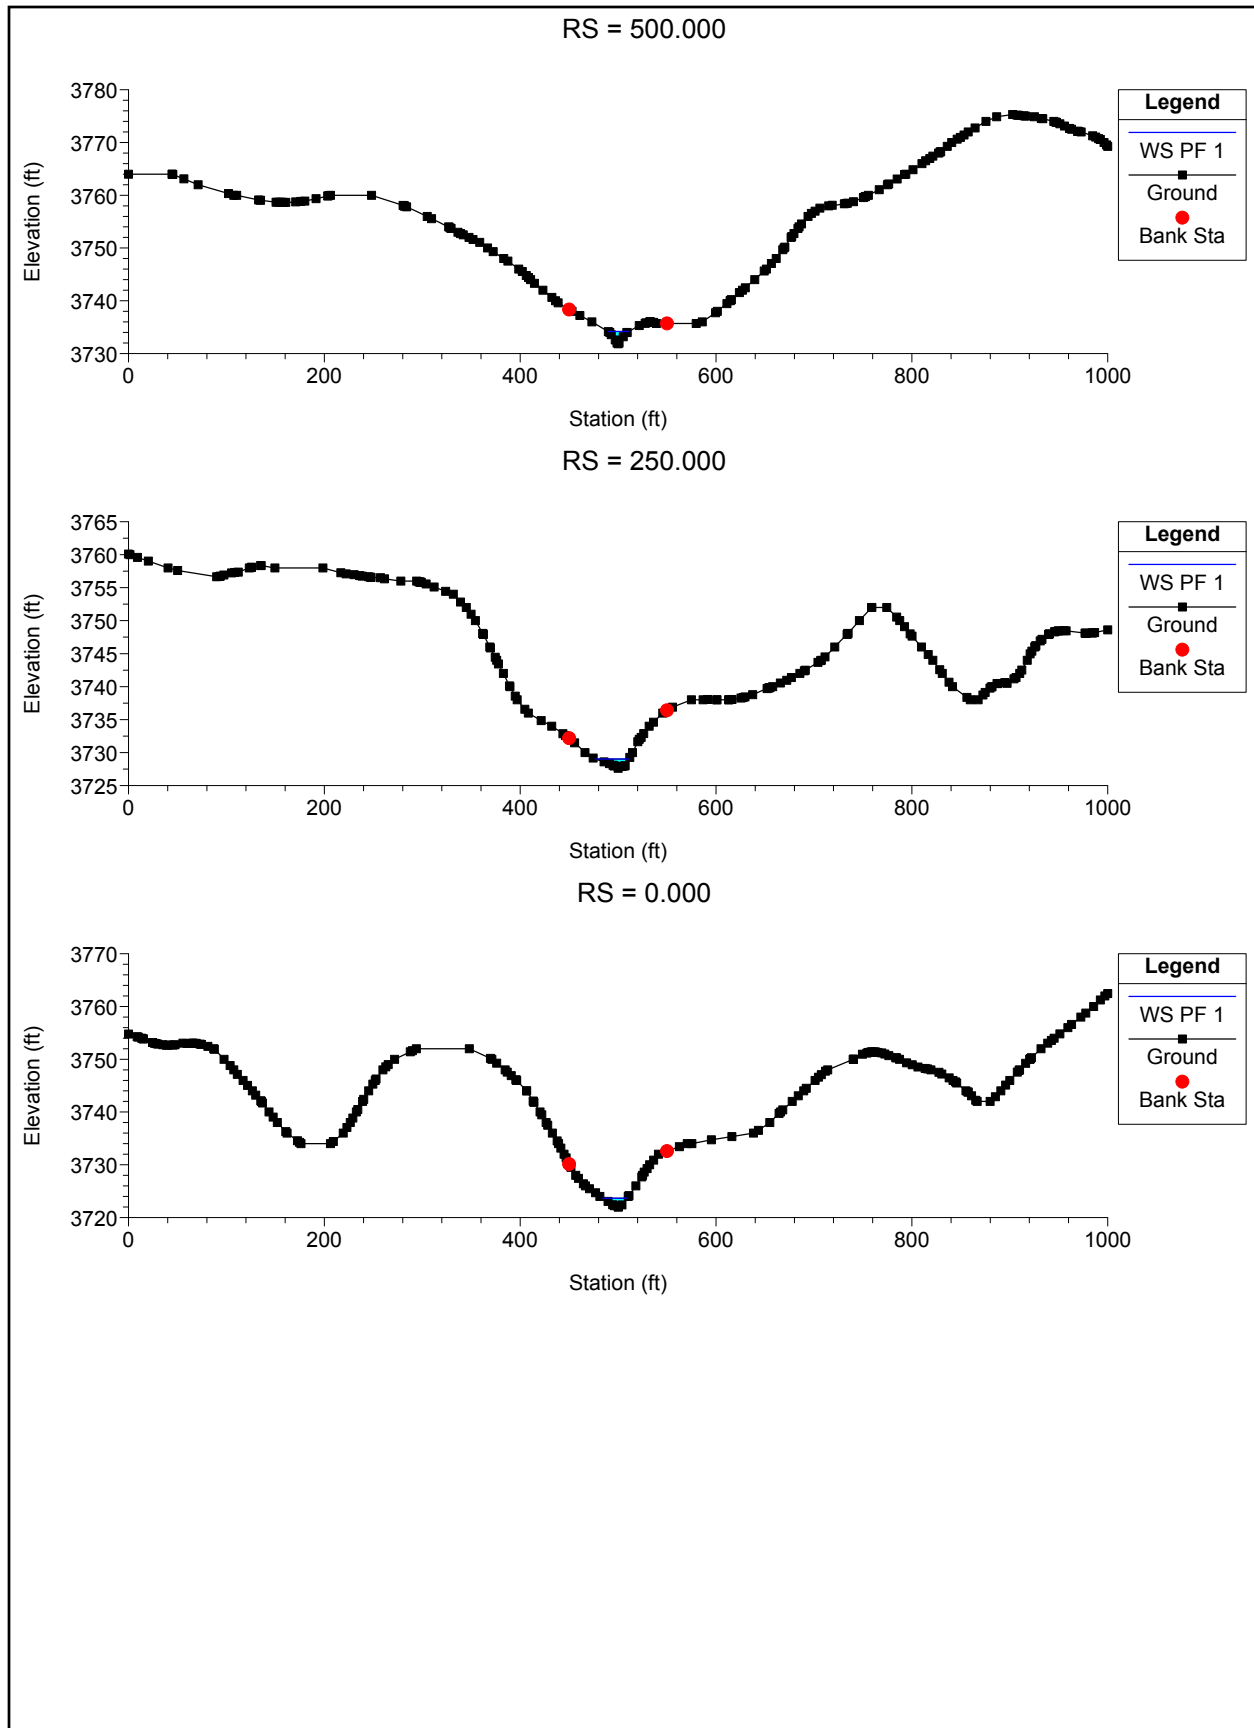 RS = 500.000
Elevation (ft)
3780
3770
3760
3750
3740
3730
0 200 400 600 800 1000
Station (ft)
Legend
WS PF 1
Ground
Bank Sta
RS = 250.000
Elevation (ft)
3765
3760
3755
3750
3745
3740
3735
3730
3725
0 200 400 600 800 1000
Station (ft)
Legend
WS PF 1
Ground
Bank Sta
RS = 0.000
Elevation (ft)
3770
3760
3750
3740
3730
3720
0 200 400 600 800 1000
Station (ft)
Legend
WS PF 1
Ground
Bank Sta